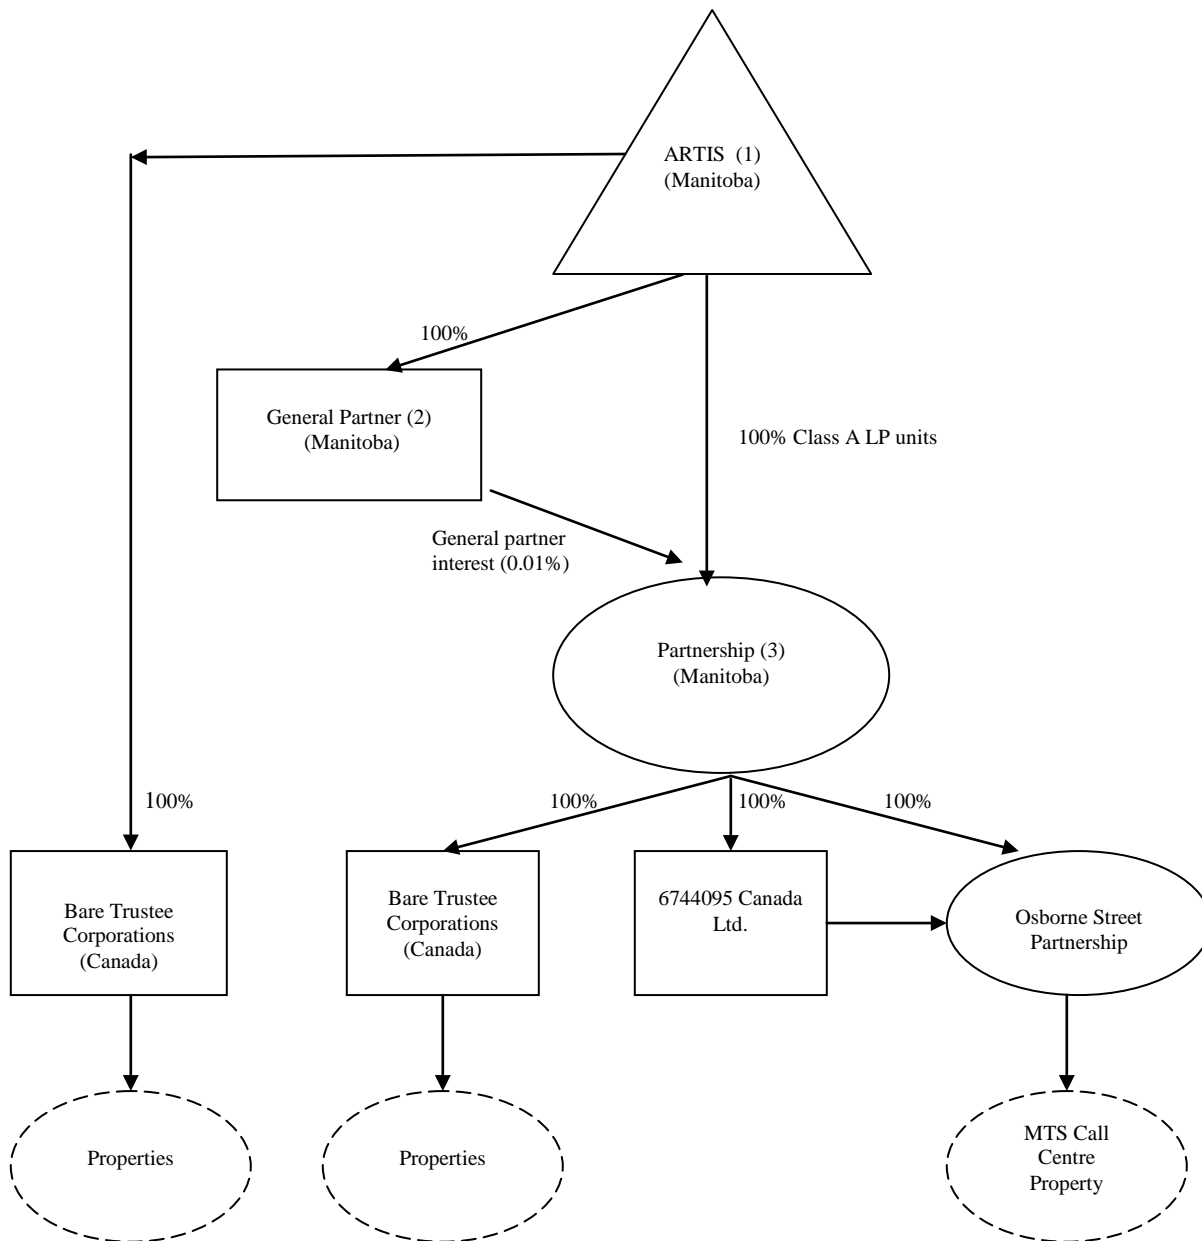 ARTIS (1)
(Manitoba)
100%
General Partner (2)
(Manitoba)
100% Class A LP units
General partner
interest (0.01%)
Partnership (3)
(Manitoba)
100%
100%
100%
100%
Bare Trustee
Corporations
(Canada)
Bare Trustee
Corporations
(Canada)
6744095 Canada
Ltd.
Osborne Street
Partnership
Properties
Properties
MTS Call
Centre
Property